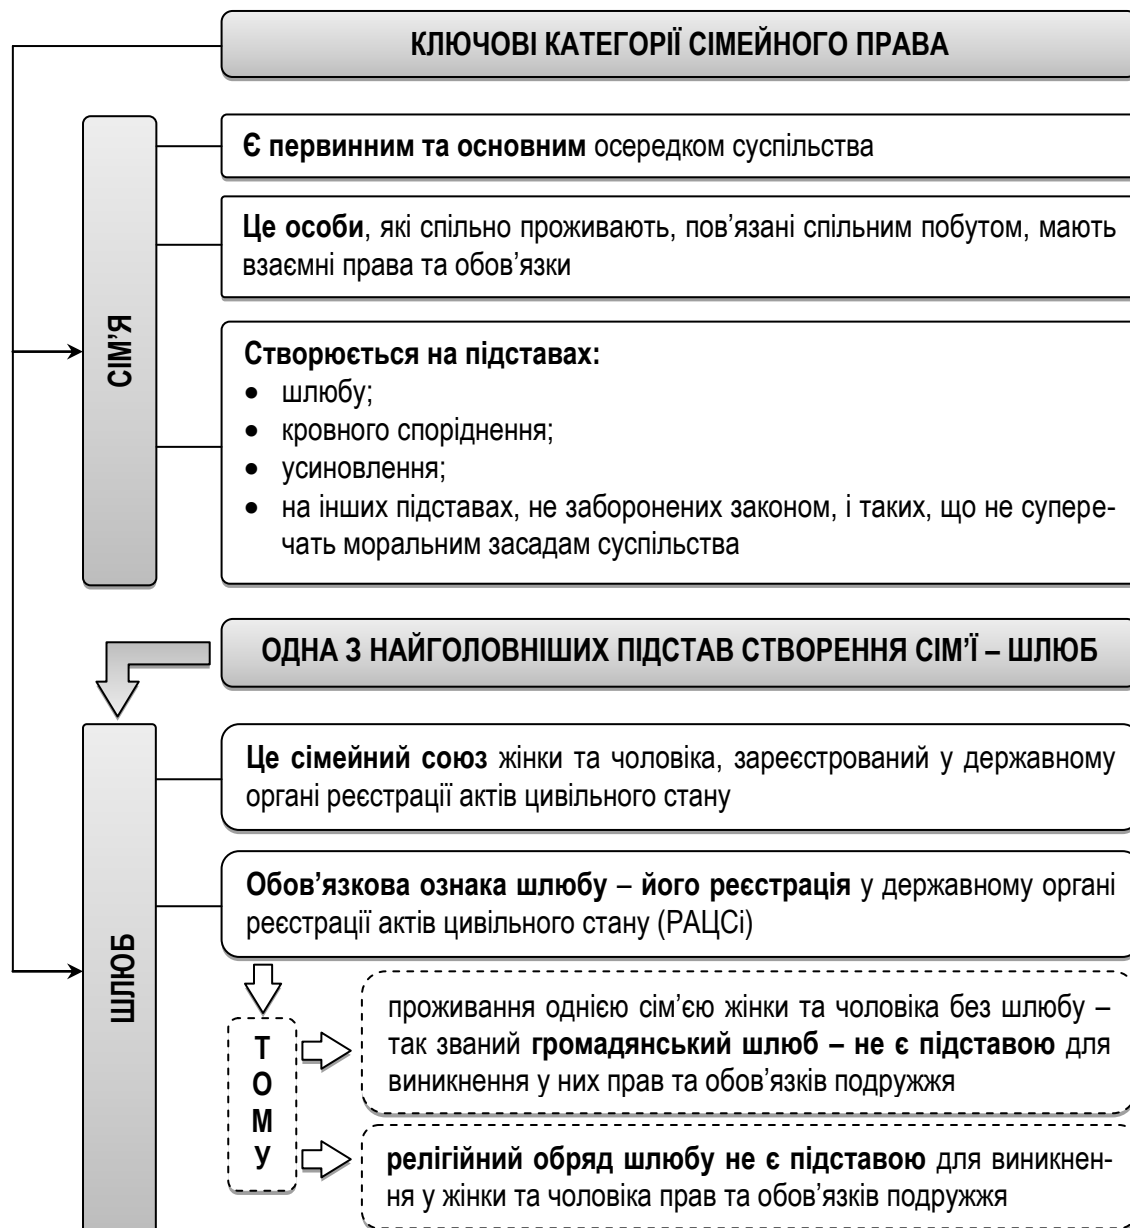 КЛЮЧОВІ КАТЕГОРІЇ СІМЕЙНОГО ПРАВА
СІМ’Я
Є первинним та основним осередком суспільства
Це особи, які спільно проживають, пов’язані спільним побутом, мають
взаємні права та обов’язки
Створюється на підставах:
• шлюбу;
• кровного споріднення;
• усиновлення;
• на інших підставах, не заборонених законом, і таких, що не супере-
чать моральним засадам суспільства
ОДНА З НАЙГОЛОВНІШИХ ПІДСТАВ СТВОРЕННЯ СІМ’Ї – ШЛЮБ
ШЛЮБ
Це сімейний союз жінки та чоловіка, зареєстрований у державному
органі реєстрації актів цивільного стану
Обов’язкова ознака шлюбу – його реєстрація у державному органі
реєстрації актів цивільного стану (РАЦСі)
Т
О
М
У
проживання однією сім’єю жінки та чоловіка без шлюбу –
так званий громадянський шлюб – не є підставою для
виникнення у них прав та обов’язків подружжя
релігійний обряд шлюбу не є підставою для виникнен-
ня у жінки та чоловіка прав та обов’язків подружжя